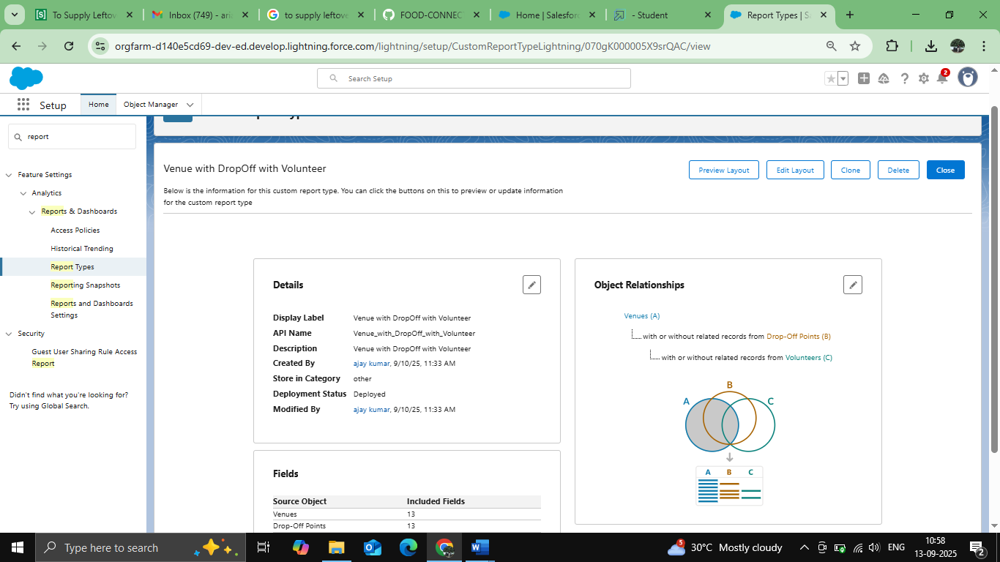 To Supply Leftov
Inbox (749) - aria
to supply leftove
FOOD-CONNEC
Home | Salesforc
- Student
Report Types | S
orgfarm-d140e5cd69-dev-ed.develop.lightning.force.com/lightning/setup/CustomReportTypeLightning/070gK000005X9srQAC/view
Search Setup
2
Setup
Home
Object Manager
report
Feature Settings
Analytics
Reports & Dashboards
Access Policies
Historical Trending
Report Types
Reporting Snapshots
Reports and Dashboards
Settings
Security
Guest User Sharing Rule Access
Report
Didn't find what you're looking for?
Try using Global Search.
Venue with DropOff with Volunteer
Preview Layout
Edit Layout
Clone
Delete
Close
Below is the information for this custom report type. You can click the buttons on this to preview or update information
for the custom report type
Details
Display Label Venue with DropOff with Volunteer
API Name Venue_with_DropOff_with_Volunteer
Description Venue with DropOff with Volunteer
Created By ajay kumar, 9/10/25, 11:33 AM
Store in Category other
Deployment Status Deployed
Modified By ajay kumar, 9/10/25, 11:33 AM
Fields
Source Object Included Fields
Venues 13
Drop-Off Points 13
Object Relationships
Venues (A)
with or without related records from Drop-Off Points (B)
with or without related records from Volunteers (C)
B
A C
A B C
Type here to search
5
30°C Mostly cloudy
ENG
10:58
13-09-2025
2